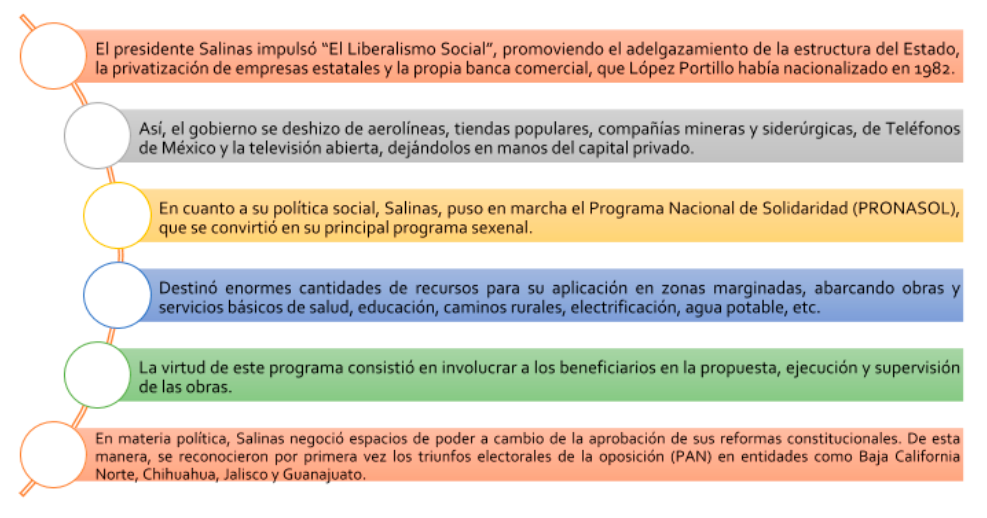 El presidente Salinas impulsó “El Liberalismo Social”, promoviendo el adelgazamiento de la estructura del Estado,
la privatización de empresas estatales y la propia banca comercial, que López Portillo había nacionalizado en 1982.
Así, el gobierno se deshizo de aerolíneas, tiendas populares, compañías mineras y siderúrgicas, de Teléfonos
de México y la televisión abierta, dejándolos en manos del capital privado.
En cuanto a su política social, Salinas, puso en marcha el Programa Nacional de Solidaridad (PRONASOL),
que se convirtió en su principal programa sexenal.
Destinó enormes cantidades de recursos para su aplicación en zonas marginadas, abarcando obras y
servicios básicos de salud, educación, caminos rurales, electrificación, agua potable, etc.
La virtud de este programa consistió en involucrar a los beneficiarios en la propuesta, ejecución y supervisión
de las obras.
En materia política, Salinas negoció espacios de poder a cambio de la aprobación de sus reformas constitucionales. De esta
manera, se reconocieron por primera vez los triunfos electorales de la oposición (PAN) en entidades como Baja California
Norte, Chihuahua, Jalisco y Guanajuato.